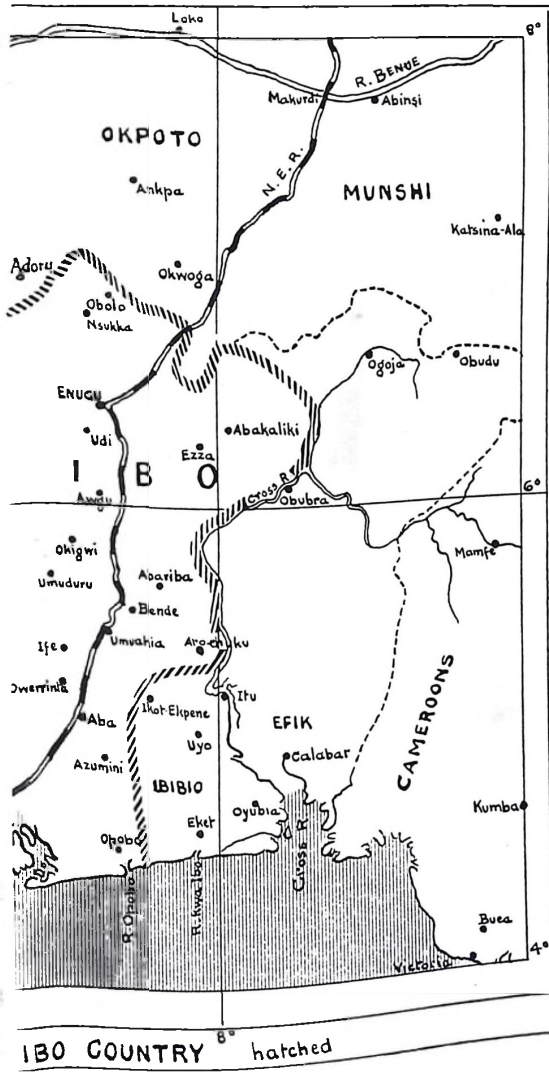 Loko
8°
R. BENUE
Makurdi
Abinsi
OKPOTO
N.E.R.
Ankpa
MUNSHI
Katsina-Ala
Adoru
Okwoga
Obolo
Nsukka
Ogoja
Obudu
ENUGU
Udi
Abakaliki
Ezza
IBO
Cross R
Awgu
Obubra
6°
Okigwi
Mamfe
Umuduru
Abariba
Bende
Umuahia
Ife
Aro-chuku
Owerrinta
Itu
Ikot-Ekpene
CAMEROONS
Aba
EFIK
Uyo
Calabar
Azumini
IBIBIO
Oyubia
Kumba
Opobo
Eket
R. Opobo
R. Kwa Ibo
Cross R
Buea
Victoria
4°
8°
IBO COUNTRY hatched